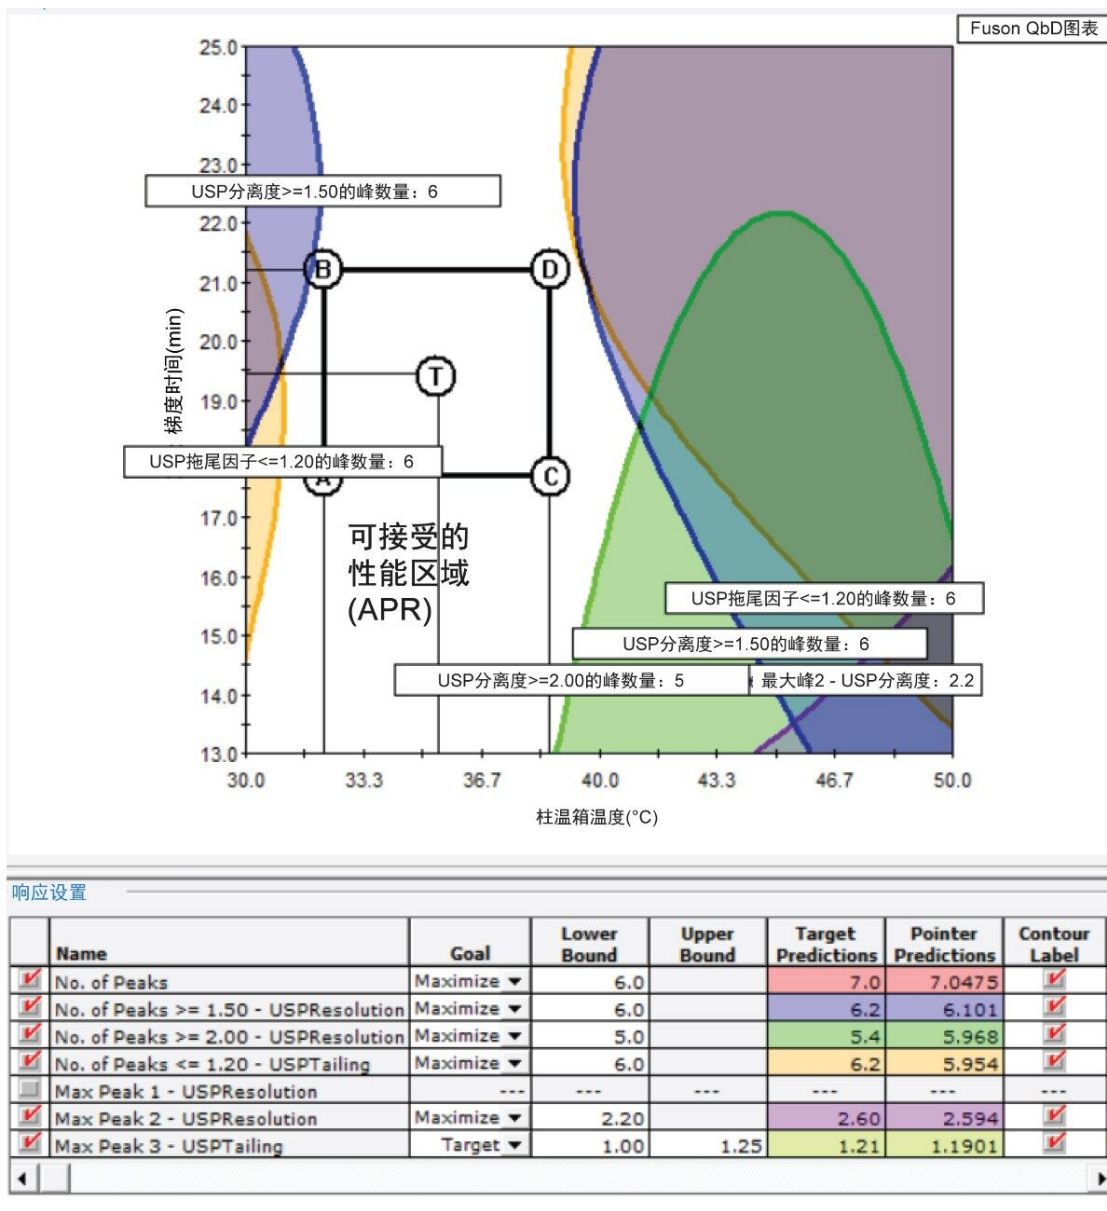 Fuson QbD图表
25.0
24.0
23.0
USP分离度>=1.50的峰数量：6
22.0
B
D
21.0
梯度时间(min)
20.0
T
19.0
USP拖尾因子<=1.20的峰数量：6
C
17.0
可接受的
性能区域
(APR)
16.0
USP拖尾因子<=1.20的峰数量：6
15.0
USP分离度>=1.50的峰数量：6
USP分离度>=2.00的峰数量：5
最大峰2 - USP分离度：2.2
14.0
13.0
30.0 33.3 36.7 40.0 43.3 46.7 50.0
柱温箱温度(°C)
响应设置
Name Goal Lower Bound Upper Bound Target Predictions Pointer Predictions Contour Label
No. of Peaks Maximize 6.0 7.0 7.0475
No. of Peaks >= 1.50 - USPResolution Maximize 6.0 6.2 6.101
No. of Peaks >= 2.00 - USPResolution Maximize 5.0 5.4 5.968
No. of Peaks <= 1.20 - USPTailing Maximize 6.0 6.2 5.954
Max Peak 1 - USPResolution --- --- --- --- --- ---
Max Peak 2 - USPResolution Maximize 2.20 2.60 2.594
Max Peak 3 - USPTailing Target 1.00 1.25 1.21 1.1901